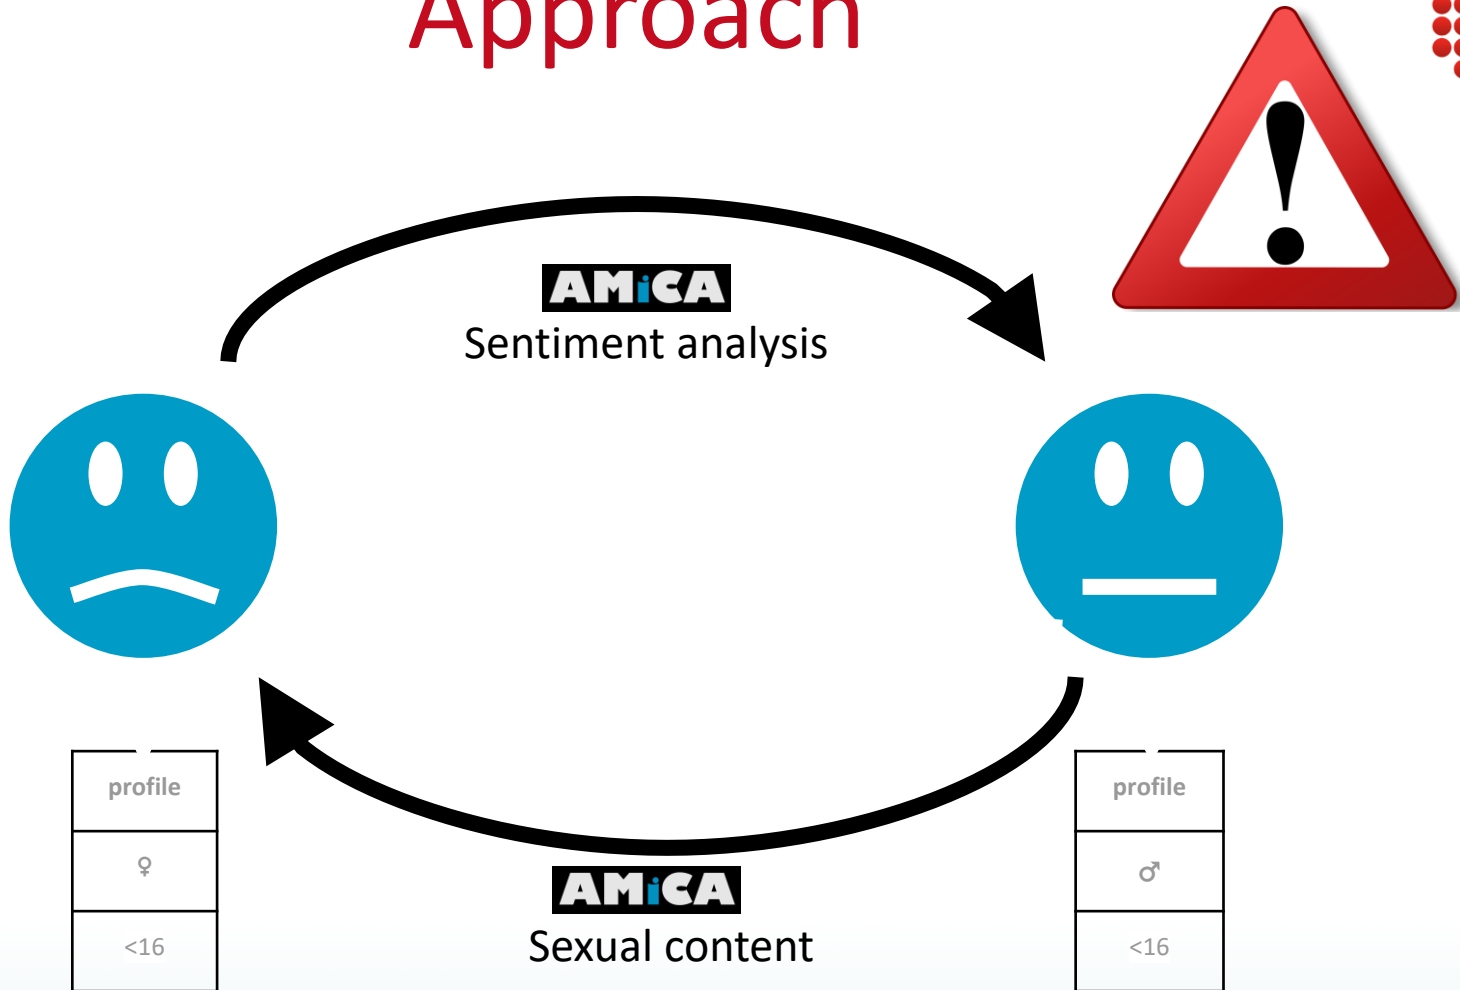 Approach
AMiCA
Sentiment analysis
profile
♀
<16
profile
♂
<16
AMiCA
Sexual content